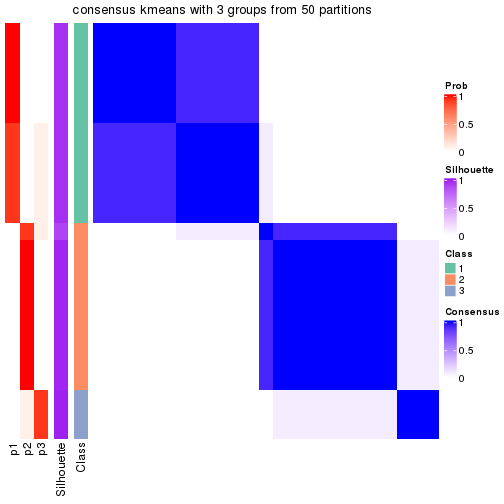 consensus kmeans with 3 groups from 50 partitions
Prob
1
0.5
0
Silhouette
1
0.5
0
Class
1
2
3
Consensus
1
0.5
0
p1
p2
p3
Silhouette
Class